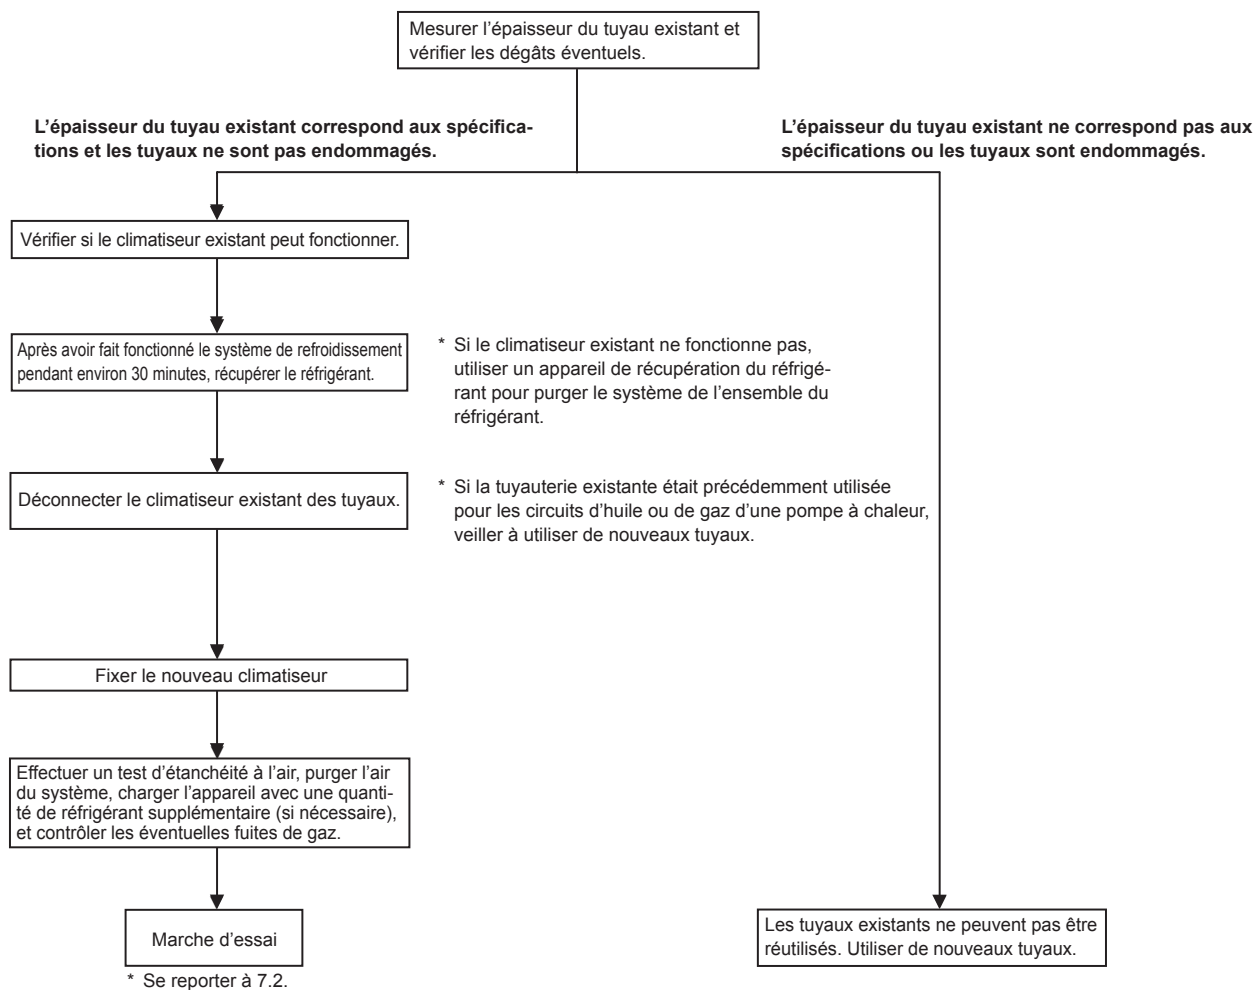 Mesurer l’épaisseur du tuyau existant et
vérifier les dégâts éventuels.
L’épaisseur du tuyau existant correspond aux spécifica-
tions et les tuyaux ne sont pas endommagés.
L’épaisseur du tuyau existant ne correspond pas aux
spécifications ou les tuyaux sont endommagés.
Vérifier si le climatiseur existant peut fonctionner.
Après avoir fait fonctionné le système de refroidissement
pendant environ 30 minutes, récupérer le réfrigérant.
* Si le climatiseur existant ne fonctionne pas,
utiliser un appareil de récupération du réfrigé-
rant pour purger le système de l’ensemble du
réfrigérant.
Déconnecter le climatiseur existant des tuyaux.
* Si la tuyauterie existante était précédemment utilisée
pour les circuits d’huile ou de gaz d’une pompe à chaleur,
veiller à utiliser de nouveaux tuyaux.
Fixer le nouveau climatiseur
Effectuer un test d’étanchéité à l’air, purger l’air
du système, charger l’appareil avec une quanti-
té de réfrigérant supplémentaire (si nécessaire),
et contrôler les éventuelles fuites de gaz.
Marche d’essai
* Se reporter à 7.2.
Les tuyaux existants ne peuvent pas être
réutilisés. Utiliser de nouveaux tuyaux.